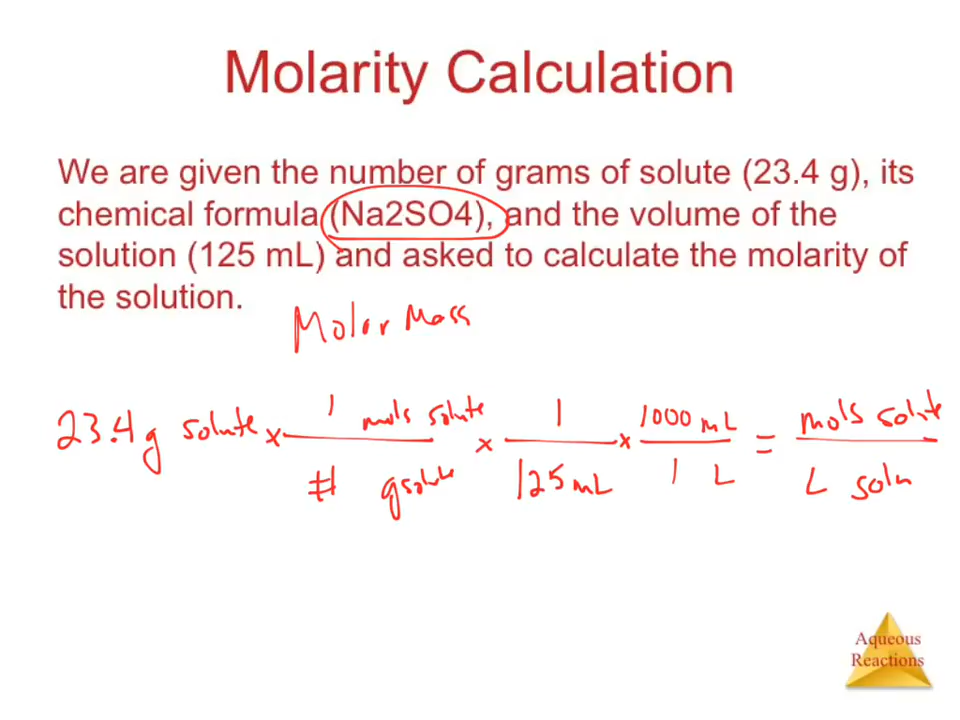 Molarity Calculation
We are given the number of grams of solute (23.4 g), its
chemical formula (Na2SO4), and the volume of the
solution (125 mL) and asked to calculate the molarity of
the solution.
Molar Mass
23.4 g solute × 1 mols solute / # g solute × 1 / 125 mL × 1000 mL / 1 L = mols solute / L soln
Aqueous
Reactions